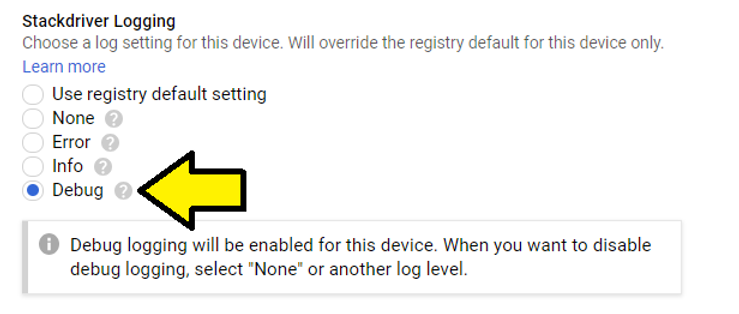 Stackdriver Logging
Choose a log setting for this device. Will override the registry default for this device only.
Learn more
Use registry default setting
None ?
Error ?
Info ?
Debug ?
Debug logging will be enabled for this device. When you want to disable
debug logging, select "None" or another log level.